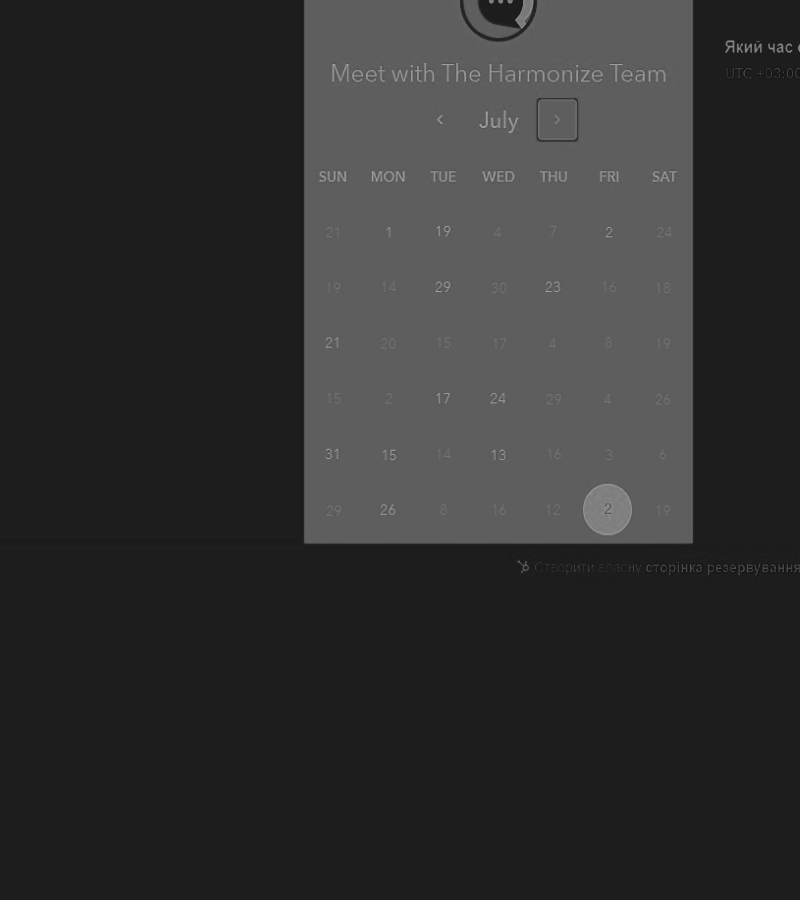 Який час
UTC +03:00
Meet with The Harmonize Team
July
SUN MON TUE WED THU FRI SAT
21 1 19 4 7 2 24
19 14 29 30 23 16 18
21 20 15 17 4 8 19
15 2 17 24 29 4 26
31 15 14 13 16 3 6
29 26 8 16 12 2 19
Створити власну сторінка резервування